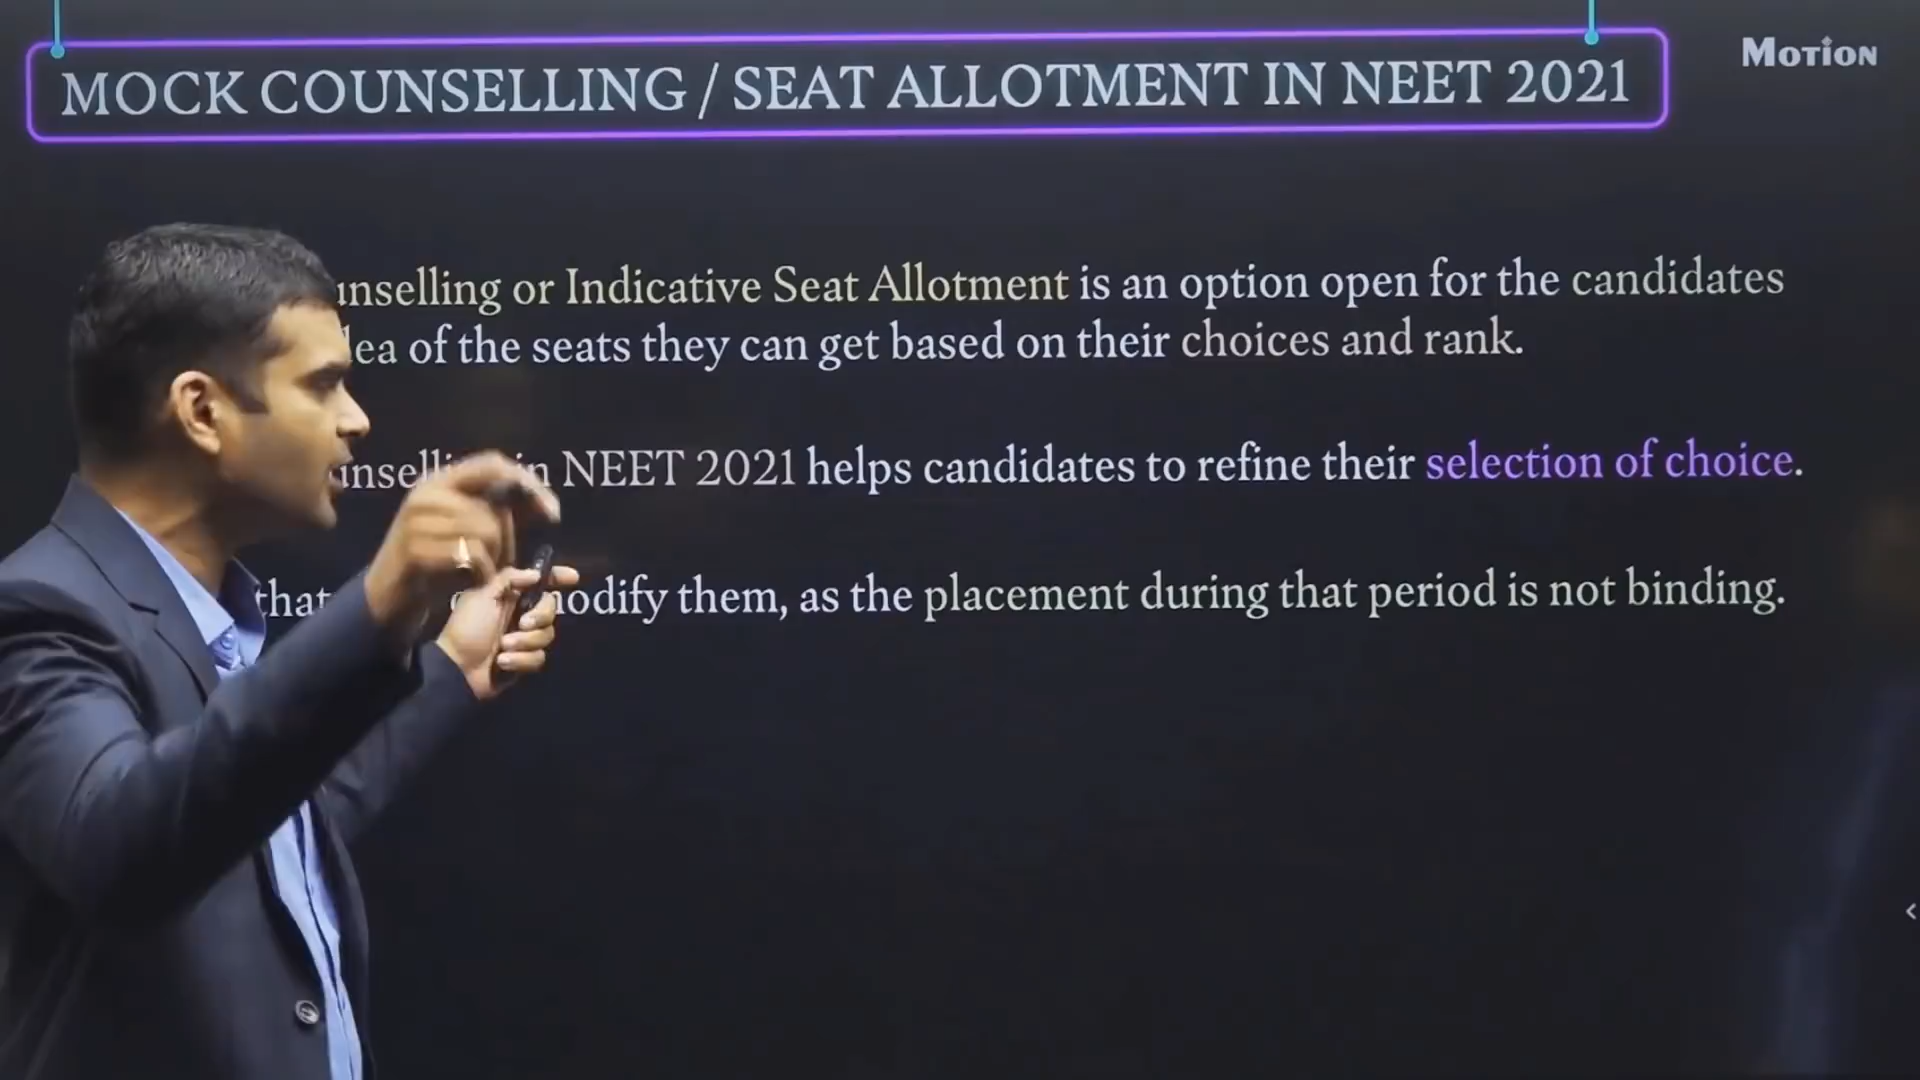 MOCK COUNSELLING / SEAT ALLOTMENT IN NEET 2021
MOTION
or Indicative Seat Allotment is an option open for the candidates
of the seats they can get based on their choices and rank.
in NEET 2021 helps candidates to refine their selection of choice.
that modify them, as the placement during that period is not binding.